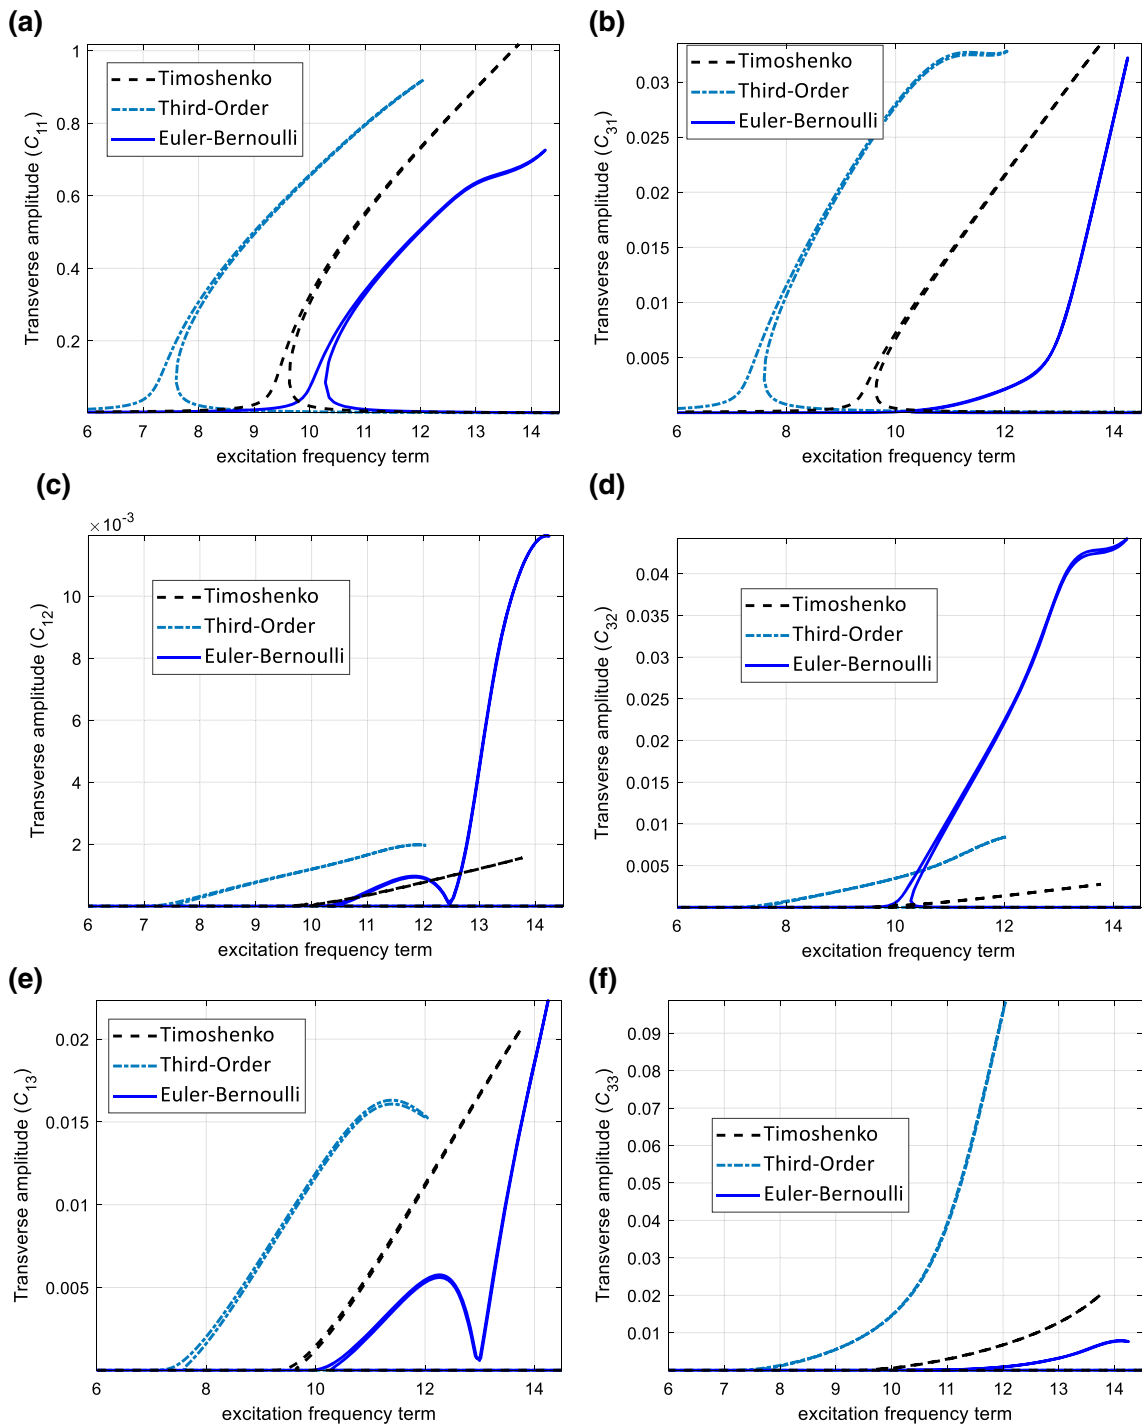 (a)
Transverse amplitude (C11)
1
0.8
0.6
0.4
0.2
Timoshenko
Third-Order
Euler-Bernoulli
6 7 8 9 10 11 12 13 14
excitation frequency term
(b)
Transverse amplitude (C31)
0.03
0.025
0.02
0.015
0.01
0.005
Timoshenko
Third-Order
Euler-Bernoulli
6 8 10 12 14
excitation frequency term
(c)
×10-3
Transverse amplitude (C12)
10
8
6
4
2
Timoshenko
Third-Order
Euler-Bernoulli
6 7 8 9 10 11 12 13 14
excitation frequency term
(d)
Transverse amplitude (C32)
0.04
0.035
0.03
0.025
0.02
0.015
0.01
0.005
Timoshenko
Third-Order
Euler-Bernoulli
6 8 10 12 14
excitation frequency term
(e)
Transverse amplitude (C13)
0.02
0.015
0.01
0.005
Timoshenko
Third-Order
Euler-Bernoulli
6 8 10 12 14
excitation frequency term
(f)
Transverse amplitude (C33)
0.09
0.08
0.07
0.06
0.05
0.04
0.03
0.02
0.01
Timoshenko
Third-Order
Euler-Bernoulli
6 7 8 9 10 11 12 13 14
excitation frequency term